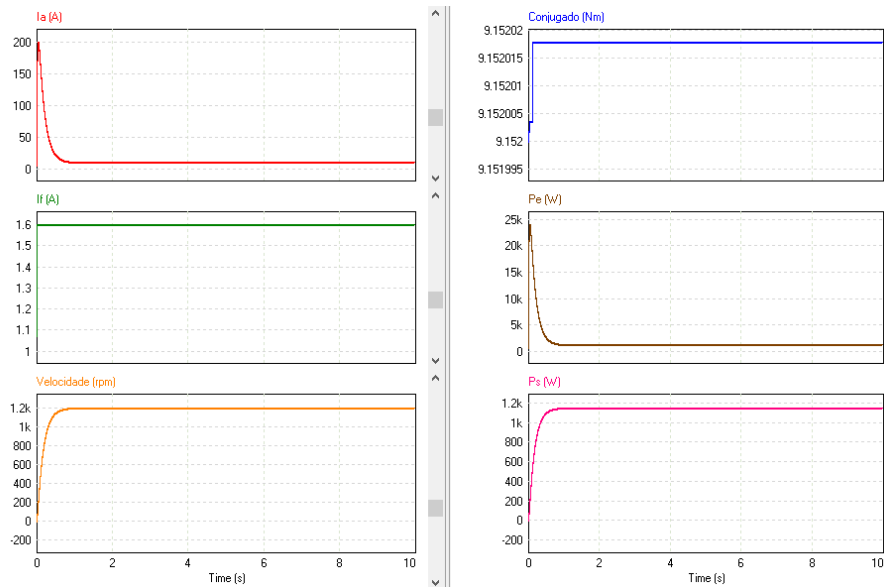 Ia (A)
200
150
100
50
0
If (A)
1.6
1.5
1.4
1.3
1.2
1.1
1
Velocidade (rpm)
1.2k
1k
800
600
400
200
0
-200
0 2 4 6 8 10
Time (s)
Conjugado (Nm)
9.15202
9.152015
9.15201
9.152005
9.152
9.151995
Pe (W)
25k
20k
15k
10k
5k
0
Ps (W)
1.2k
1k
800
600
400
200
0
-200
0 2 4 6 8 10
Time (s)